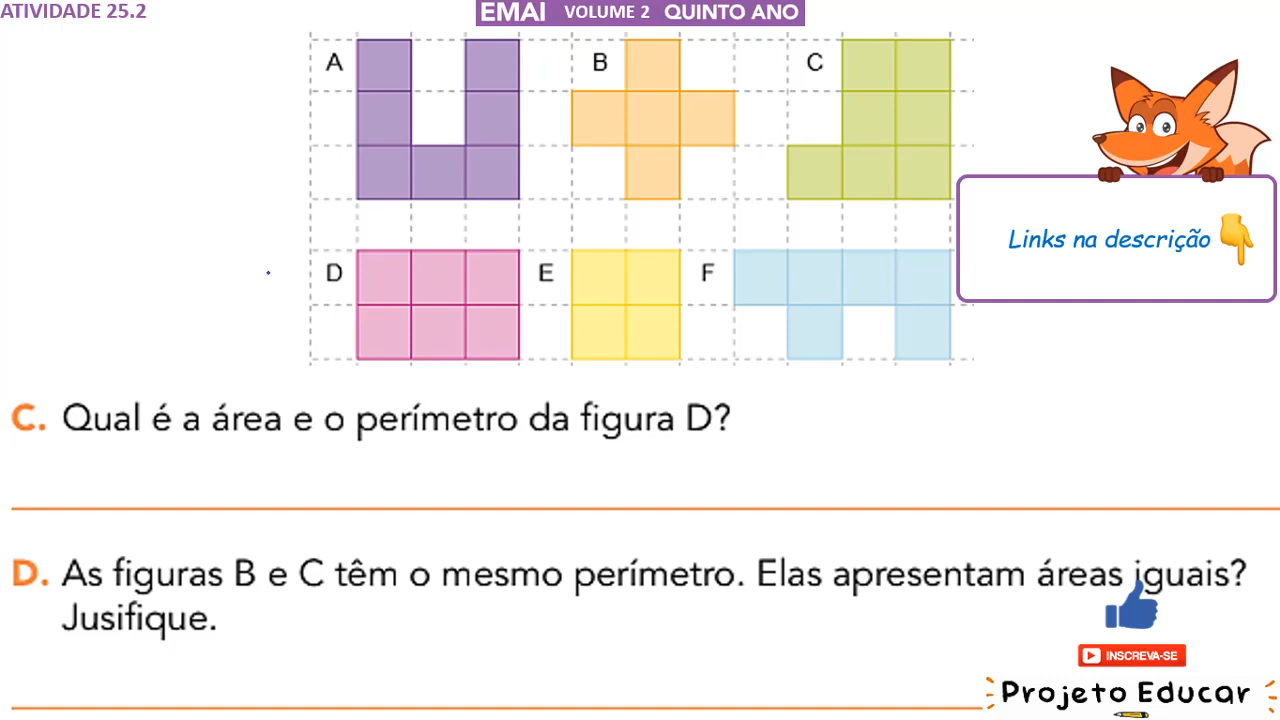 ATIVIDADE 25.2
EMAI VOLUME 2 QUINTO ANO
A B C
Links na descrição
D E F
C. Qual é a área e o perímetro da figura D?
D. As figuras B e C têm o mesmo perímetro. Elas apresentam áreas iguais?
Jusifique.
INSCREVA-SE
Projeto Educar